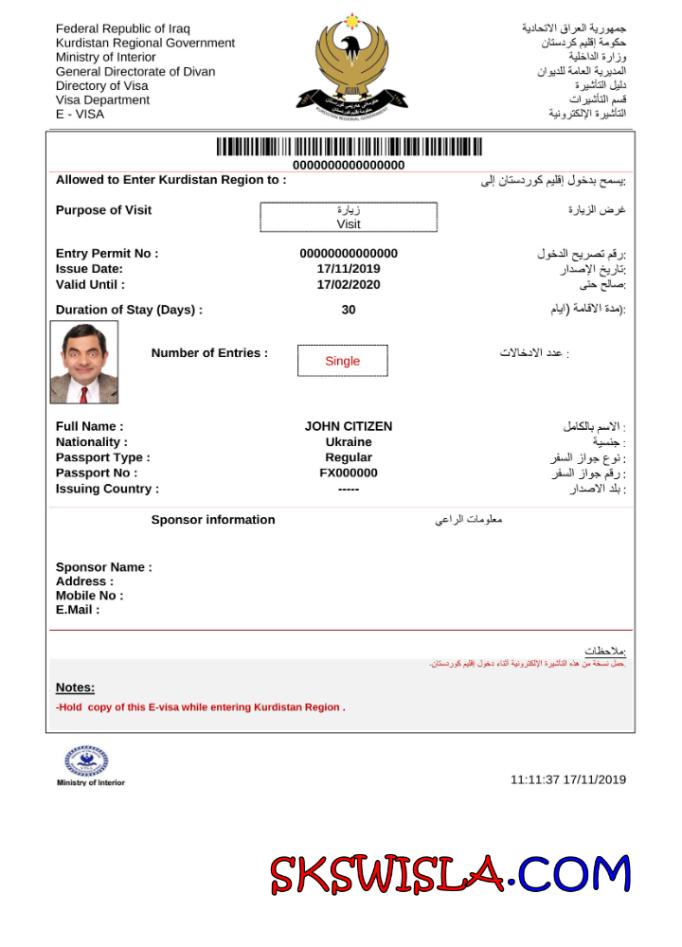 Federal Republic of Iraq
Kurdistan Regional Government
Ministry of Interior
General Directorate of Divan
Directory of Visa
Visa Department
E - VISA
جمهورية العراق الاتحادية
حكومة إقليم كردستان
وزارة الداخلية
المديرية العامة للديوان
دليل التأشيرة
قسم التأشيرات
التأشيرة الإلكترونية
KURDISTAN REGIONAL GOVERNMENT
0000000000000000
Allowed to Enter Kurdistan Region to : يسمح بدخول إقليم كوردستان إلى:
Purpose of Visit زيارة غرض الزيارة
Visit
Entry Permit No : 00000000000000 رقم تصريح الدخول:
Issue Date: 17/11/2019 تاريخ الإصدار:
Valid Until : 17/02/2020 صالح حتى:
Duration of Stay (Days) : 30 مدة الاقامة (ايام):
Number of Entries : Single عدد الادخالات :
Full Name : JOHN CITIZEN الاسم بالكامل :
Nationality : Ukraine جنسية :
Passport Type : Regular نوع جواز السفر :
Passport No : FX000000 رقم جواز السفر :
Issuing Country : ----- بلد الاصدار :
Sponsor information معلومات الراعي
Sponsor Name :
Address :
Mobile No :
E.Mail :
ملاحظات:
حمل نسخة من هذه التأشيرة الإلكترونية أثناء دخول إقليم كوردستان.
Notes:
-Hold copy of this E-visa while entering Kurdistan Region .
Ministry of Interior
11:11:37 17/11/2019
SKSWISLA.COM